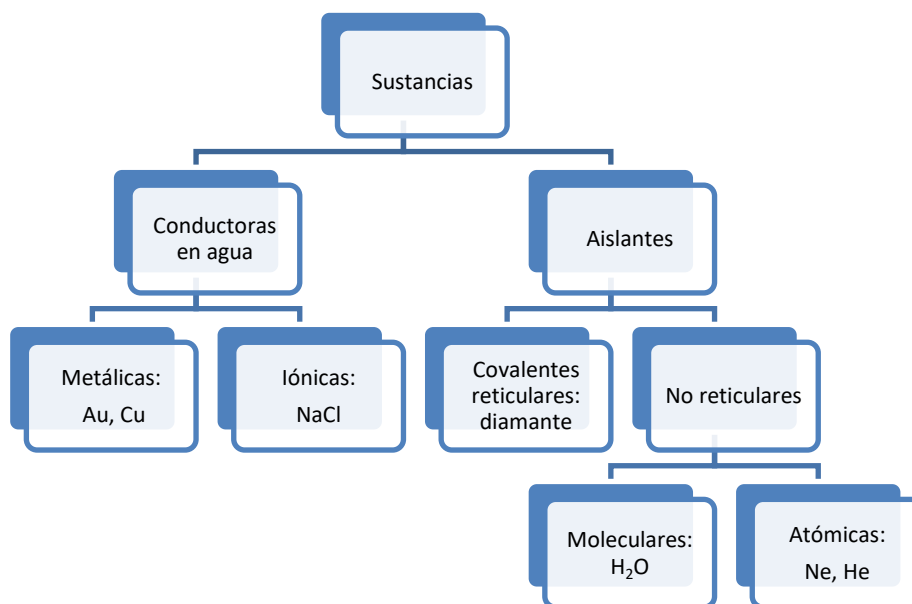 Sustancias
Conductoras
en agua
Aislantes
Metálicas:
Au, Cu
Iónicas:
NaCl
Covalentes
reticulares:
diamante
No reticulares
Moleculares:
H₂O
Atómicas:
Ne, He